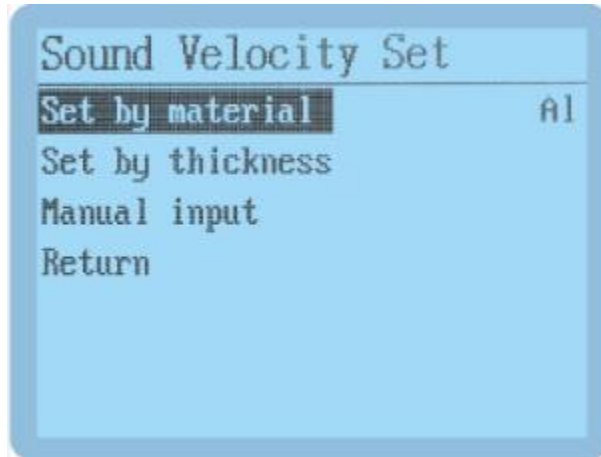 Sound Velocity Set
Set by material Al
Set by thickness
Manual input
Return